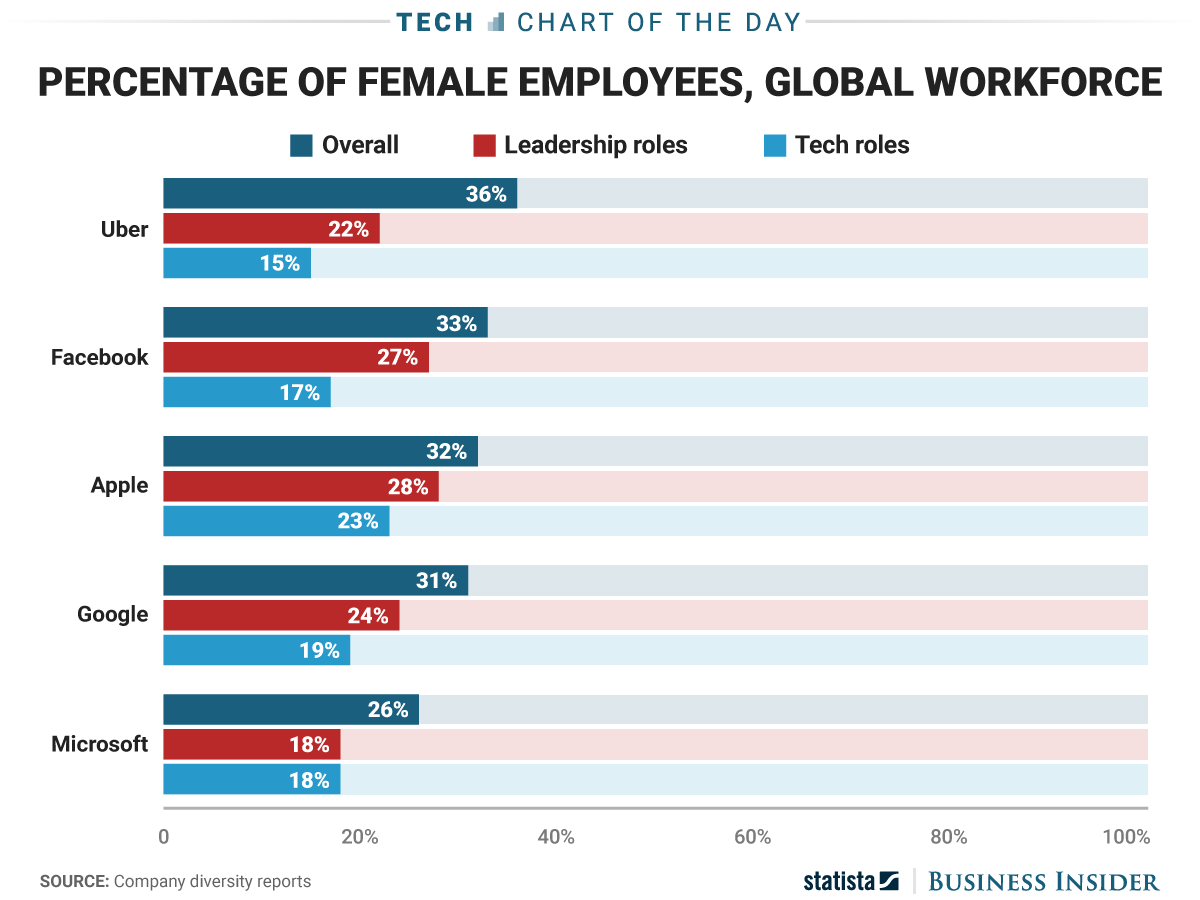 TECH CHART OF THE DAY
PERCENTAGE OF FEMALE EMPLOYEES, GLOBAL WORKFORCE
Overall Leadership roles Tech roles
Uber
36%
22%
15%
Facebook
33%
27%
17%
Apple
32%
28%
23%
Google
31%
24%
19%
Microsoft
26%
18%
18%
0 20% 40% 60% 80% 100%
SOURCE: Company diversity reports
statista BUSINESS INSIDER